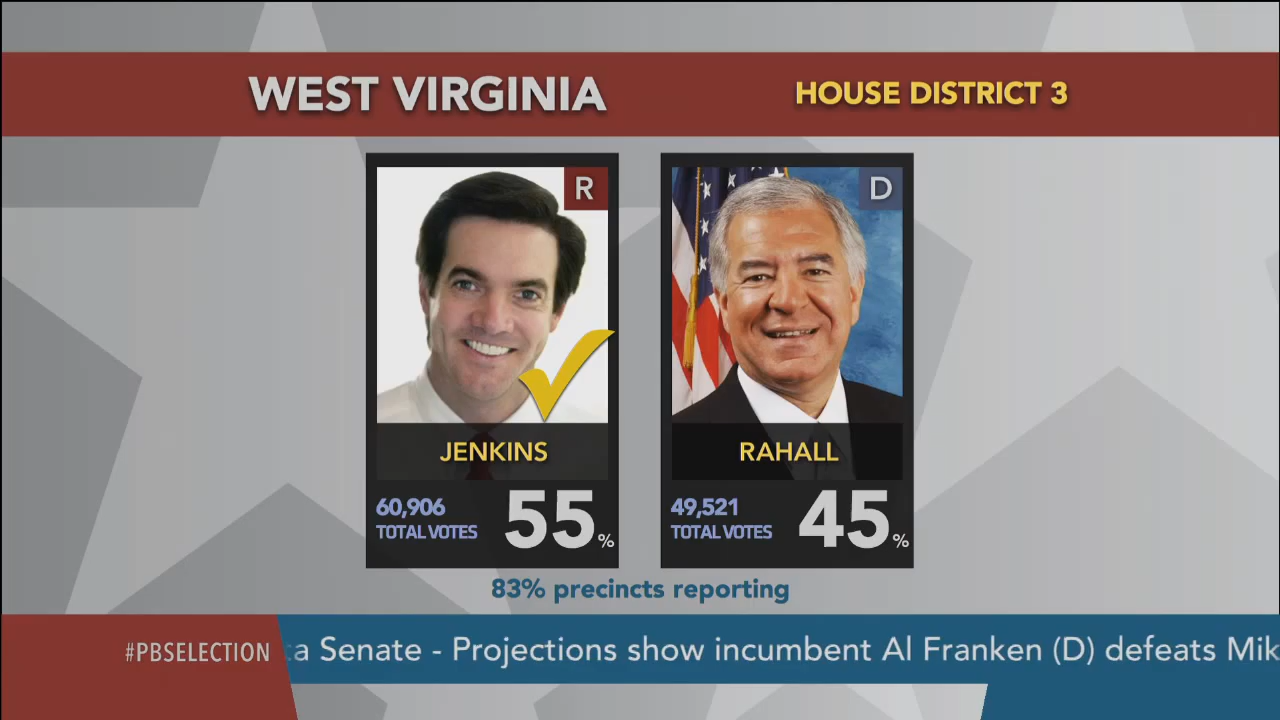 WEST VIRGINIA
HOUSE DISTRICT 3
R
D
JENKINS
RAHALL
60,906
TOTAL VOTES
55%
49,521
TOTAL VOTES
45%
83% precincts reporting
#PBSELECTION
a Senate - Projections show incumbent Al Franken (D) defeats Mik